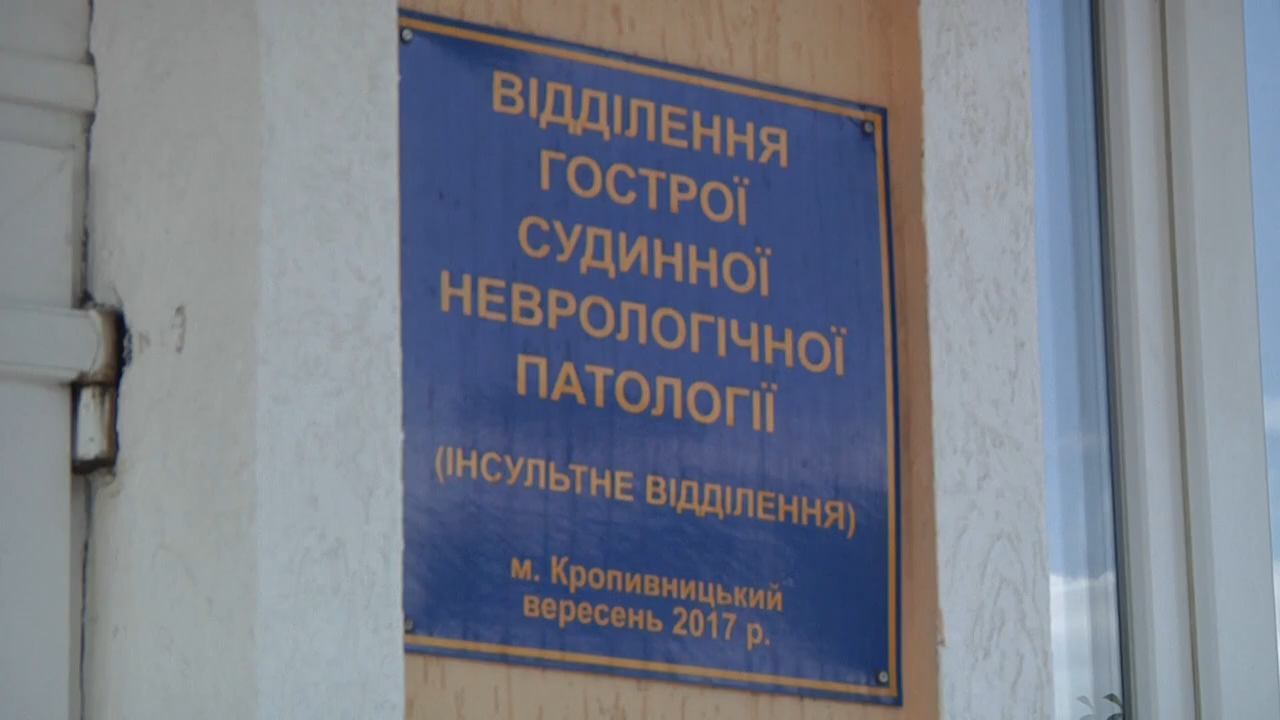 ВІДДІЛЕННЯ
ГОСТРОЇ
СУДИННОЇ
НЕВРОЛОГІЧНОЇ
ПАТОЛОГІЇ
(ІНСУЛЬТНЕ ВІДДІЛЕННЯ)
м. Кропивницький
вересень 2017 р.